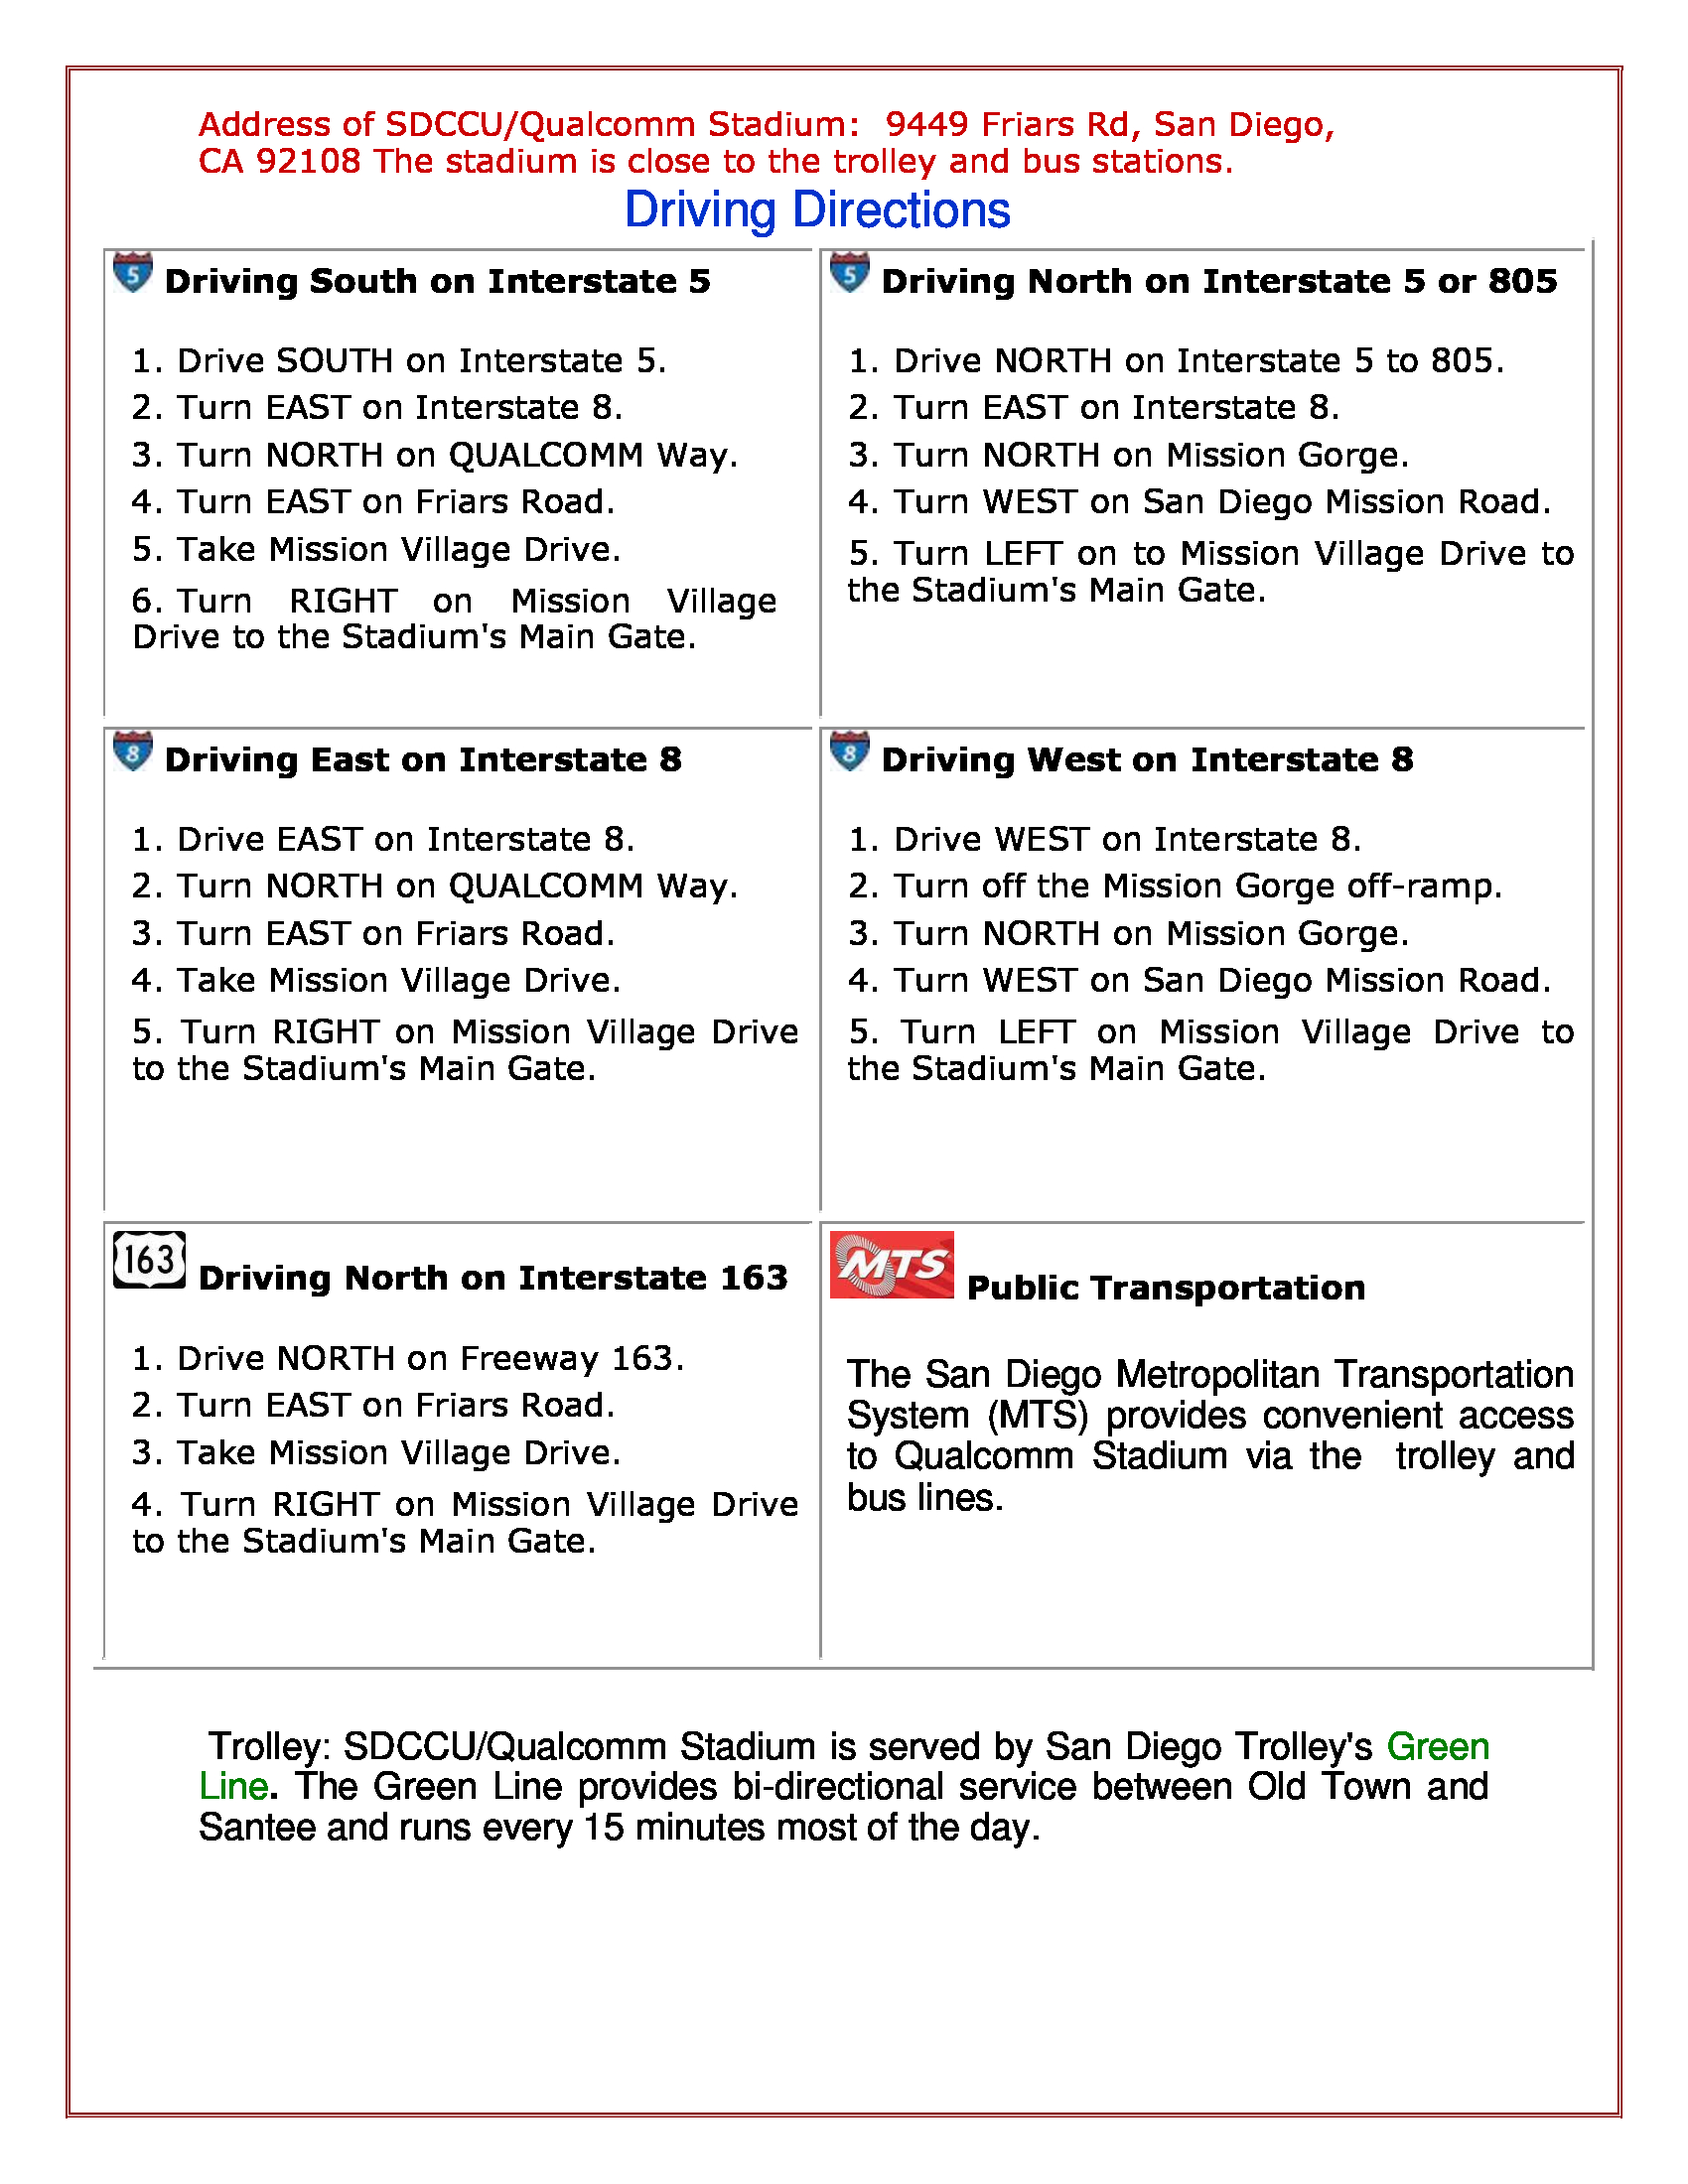 Address of SDCCU/Qualcomm Stadium:  9449 Friars Rd, San Diego,
CA 92108 The stadium is close to the trolley and bus stations.
Driving Directions
5 Driving South on Interstate 5
1. Drive SOUTH on Interstate 5.
2. Turn EAST on Interstate 8.
3. Turn NORTH on QUALCOMM Way.
4. Turn EAST on Friars Road.
5. Take Mission Village Drive.
6. Turn RIGHT on Mission Village
Drive to the Stadium's Main Gate.
5 Driving North on Interstate 5 or 805
1. Drive NORTH on Interstate 5 to 805.
2. Turn EAST on Interstate 8.
3. Turn NORTH on Mission Gorge.
4. Turn WEST on San Diego Mission Road.
5. Turn LEFT on to Mission Village Drive to
the Stadium's Main Gate.
8 Driving East on Interstate 8
1. Drive EAST on Interstate 8.
2. Turn NORTH on QUALCOMM Way.
3. Turn EAST on Friars Road.
4. Take Mission Village Drive.
5. Turn RIGHT on Mission Village Drive
to the Stadium's Main Gate.
8 Driving West on Interstate 8
1. Drive WEST on Interstate 8.
2. Turn off the Mission Gorge off-ramp.
3. Turn NORTH on Mission Gorge.
4. Turn WEST on San Diego Mission Road.
5. Turn LEFT on Mission Village Drive to
the Stadium's Main Gate.
163 Driving North on Interstate 163
1. Drive NORTH on Freeway 163.
2. Turn EAST on Friars Road.
3. Take Mission Village Drive.
4. Turn RIGHT on Mission Village Drive
to the Stadium's Main Gate.
MTS Public Transportation
The San Diego Metropolitan Transportation
System (MTS) provides convenient access
to Qualcomm Stadium via the trolley and
bus lines.
Trolley: SDCCU/Qualcomm Stadium is served by San Diego Trolley's Green
Line. The Green Line provides bi-directional service between Old Town and
Santee and runs every 15 minutes most of the day.